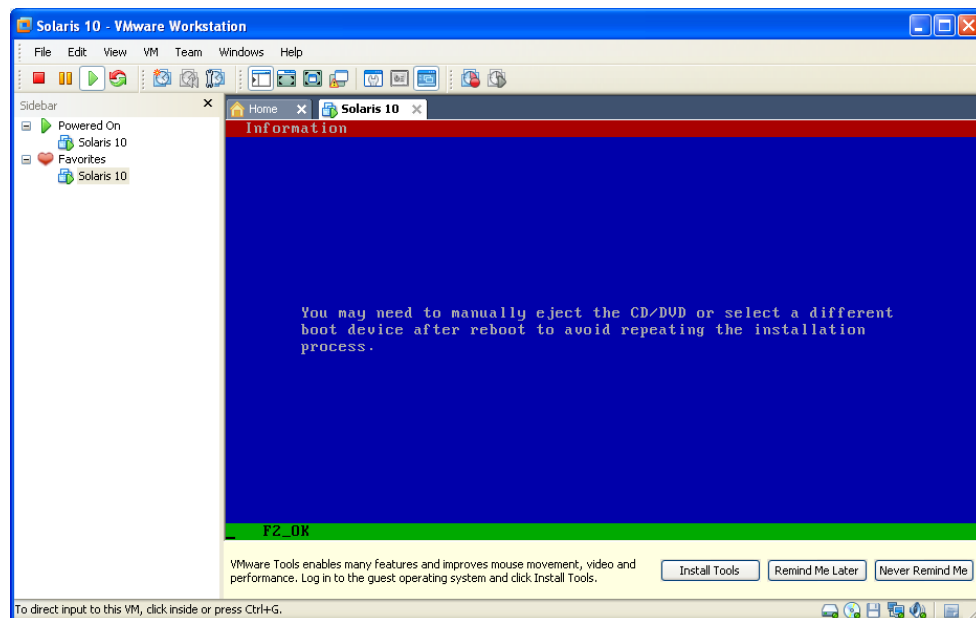 Solaris 10 - VMware Workstation
File Edit View VM Team Windows Help
Sidebar
Powered On
Solaris 10
Favorites
Solaris 10
Home
Solaris 10
Information
You may need to manually eject the CD/DVD or select a different
boot device after reboot to avoid repeating the installation
process.
F2_OK
VMware Tools enables many features and improves mouse movement, video and
performance. Log in to the guest operating system and click Install Tools.
Install Tools
Remind Me Later
Never Remind Me
To direct input to this VM, click inside or press Ctrl+G.